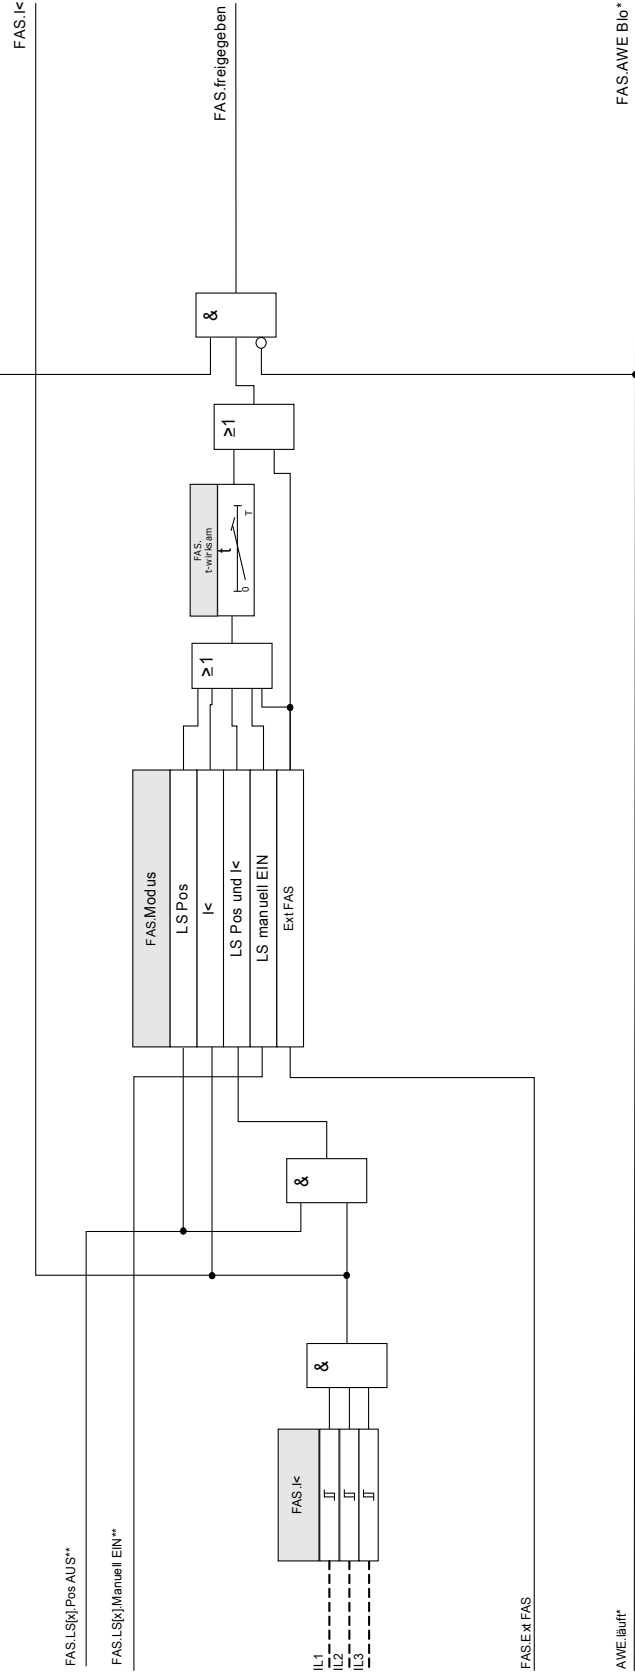 FAS.I<
FAS.freigegeben
FAS.AWE Blo*
&
≥1
FAS.
t-wirksam
t
0
T
≥1
FAS.Modus
LS Pos
I<
LS Pos und I<
LS manuell EIN
Ext FAS
&
&
FAS.I<
FAS.LS[x].Pos AUS**
FAS.LS[x].Manuell EIN**
IL1
IL2
IL3
FAS.Ext FAS
AWE.läuft*